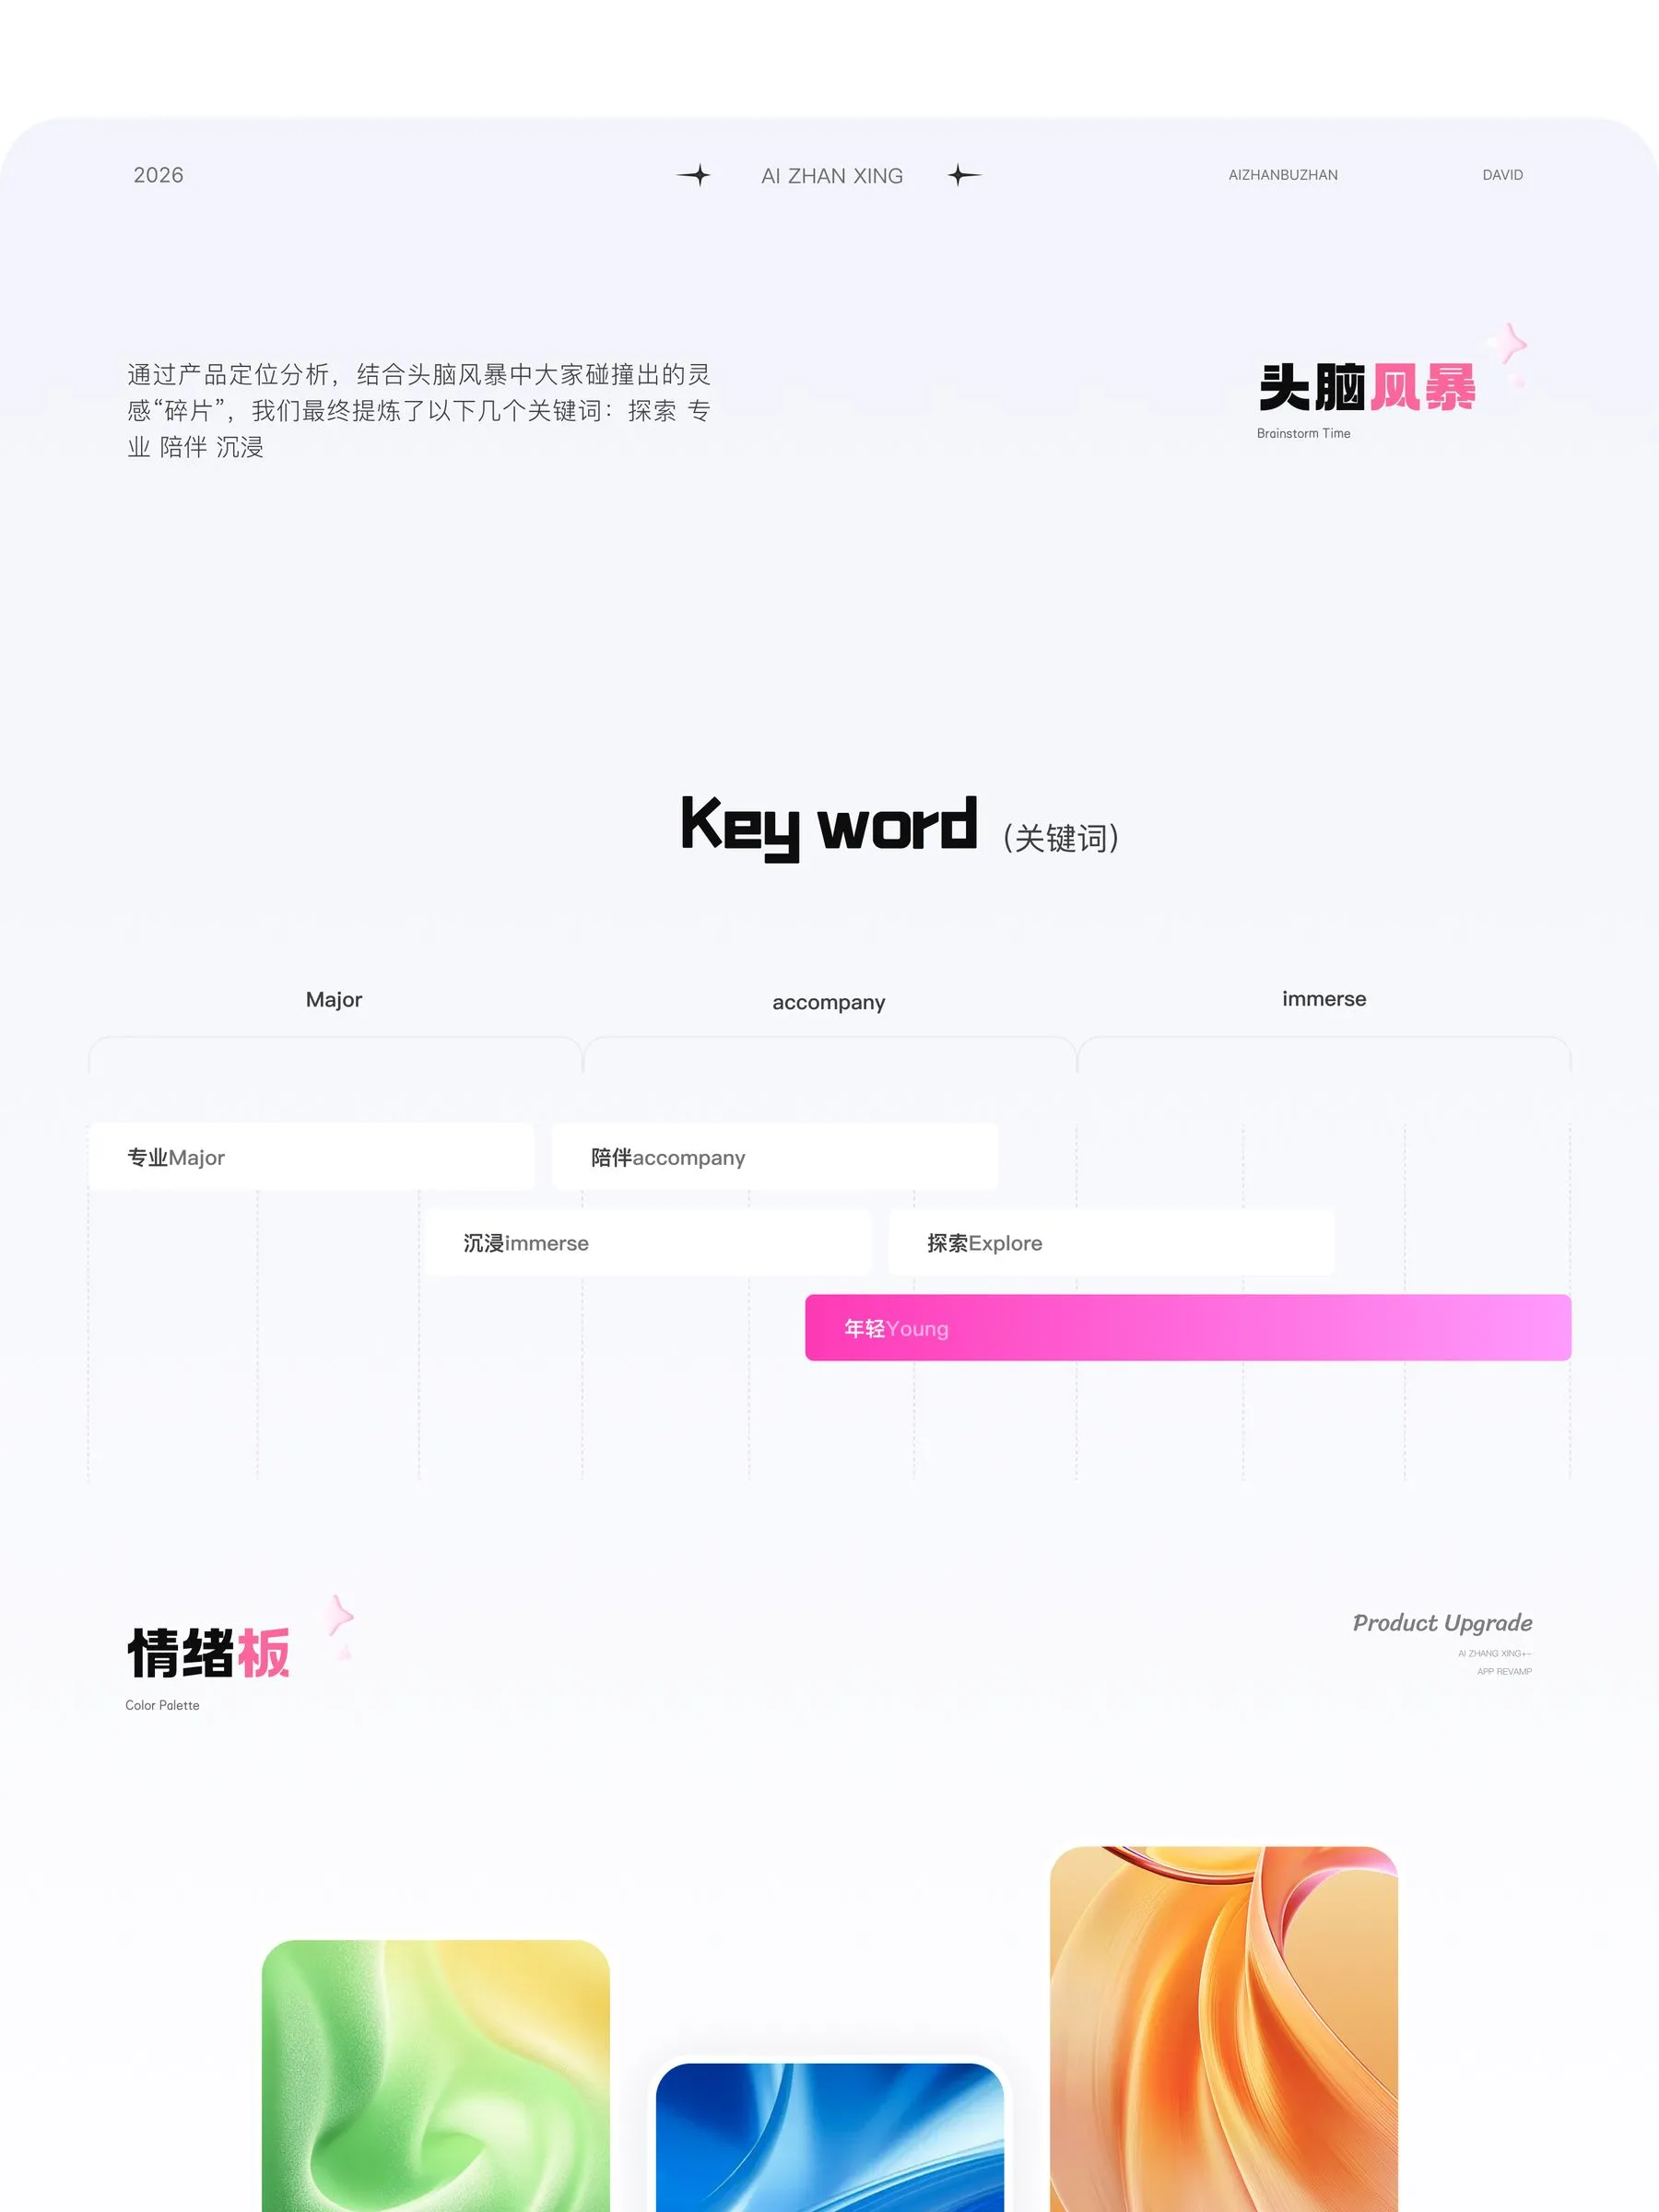 2026
AI ZHAN XING
AIZHANBUZHAN
DAVID
通过产品定位分析，结合头脑风暴中大家碰撞出的灵
感“碎片”，我们最终提炼了以下几个关键词：探索 专
业 陪伴 沉浸
头脑风暴
Brainstorm Time
Key word（关键词）
Major
accompany
immerse
专业Major
陪伴accompany
沉浸immerse
探索Explore
年轻Young
情绪板
Color Palette
Product Upgrade
AI ZHANG XING+~
APP REVAMP